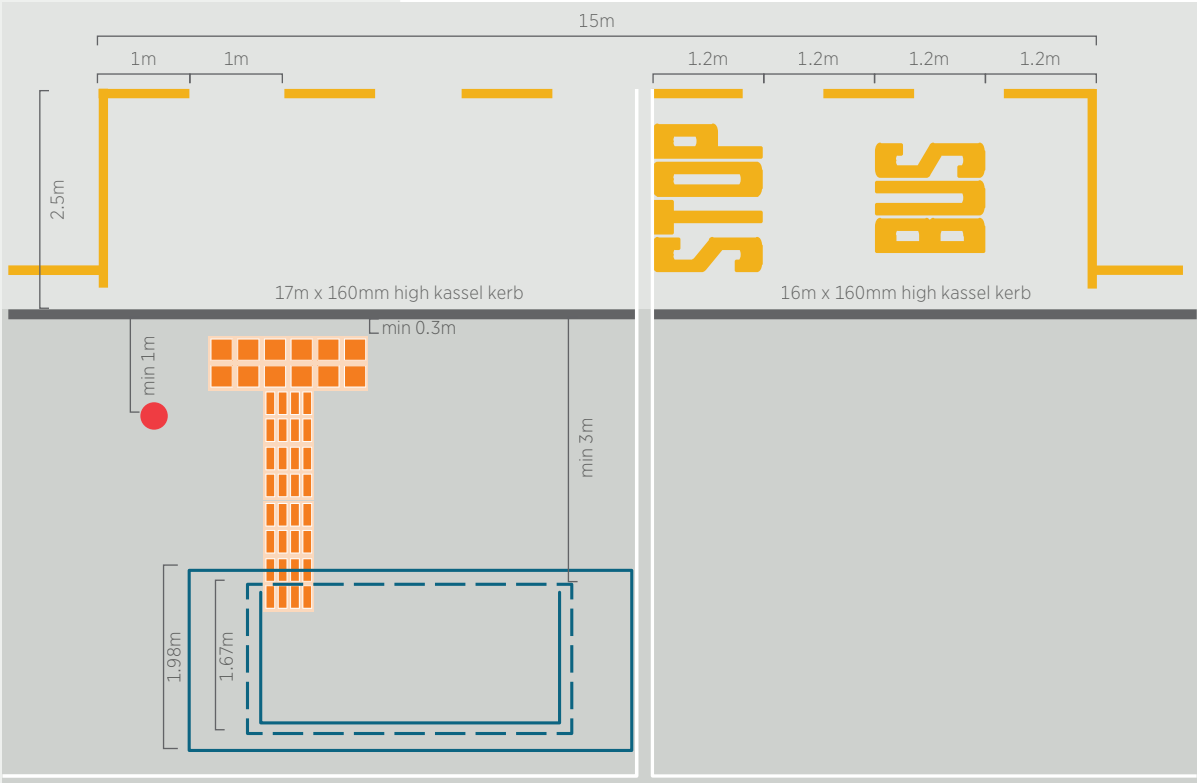 15m
1m
1m
1.2m
1.2m
1.2m
1.2m
2.5m
STOP
BUS
17m x 160mm high kassel kerb
16m x 160mm high kassel kerb
min 0.3m
min 1m
min 3m
1.98m
1.67m